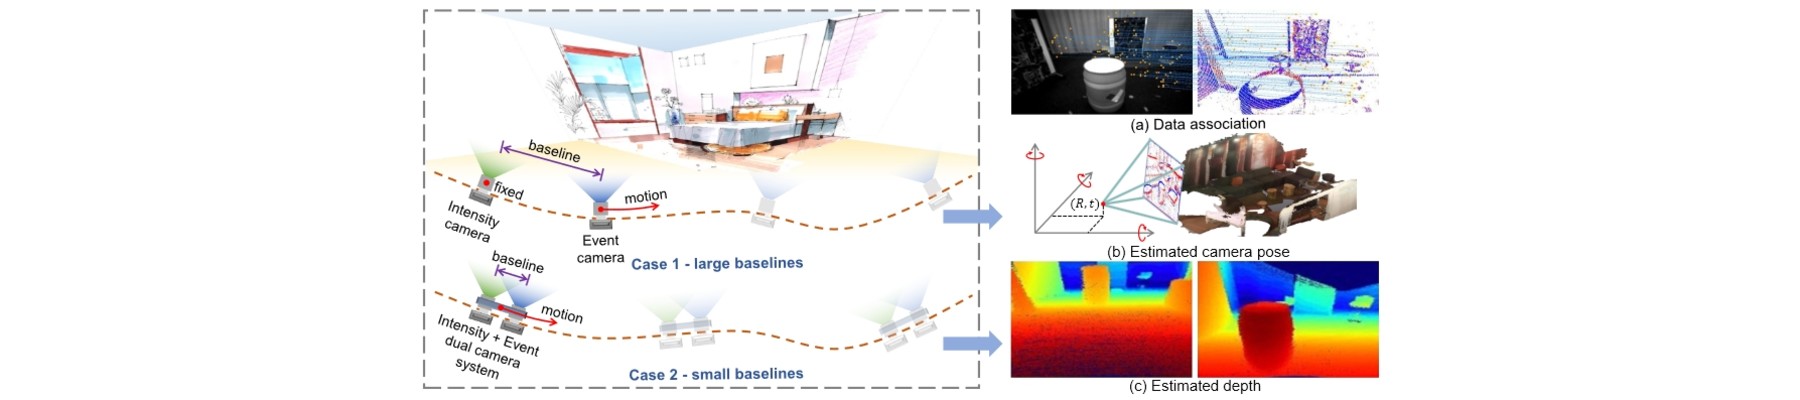 baseline
fixed
motion
Intensity
camera
Event
camera
Case 1 - large baselines
baseline
motion
Intensity + Event
dual camera
system
Case 2 - small baselines
(a) Data association
(R, t)
(b) Estimated camera pose
(c) Estimated depth